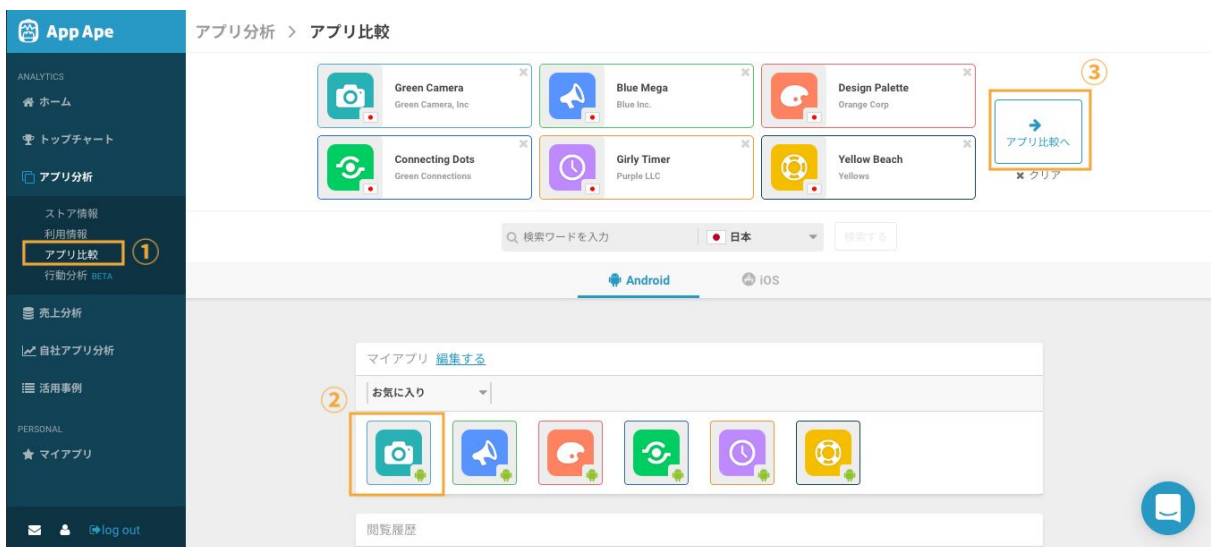 App Ape
アプリ分析 > アプリ比較
ANALYTICS
ホーム
トップチャート
アプリ分析
ストア情報
利用情報
アプリ比較
①
行動分析 BETA
売上分析
自社アプリ分析
活用事例
PERSONAL
マイアプリ
log out
Green Camera
Green Camera, Inc
Blue Mega
Blue Inc.
Design Palette
Orange Corp
Connecting Dots
Green Connections
Girly Timer
Purple LLC
Yellow Beach
Yellows
③
アプリ比較へ
クリア
検索ワードを入力
日本
検索する
Android
iOS
マイアプリ 編集する
お気に入り
②
閲覧履歴